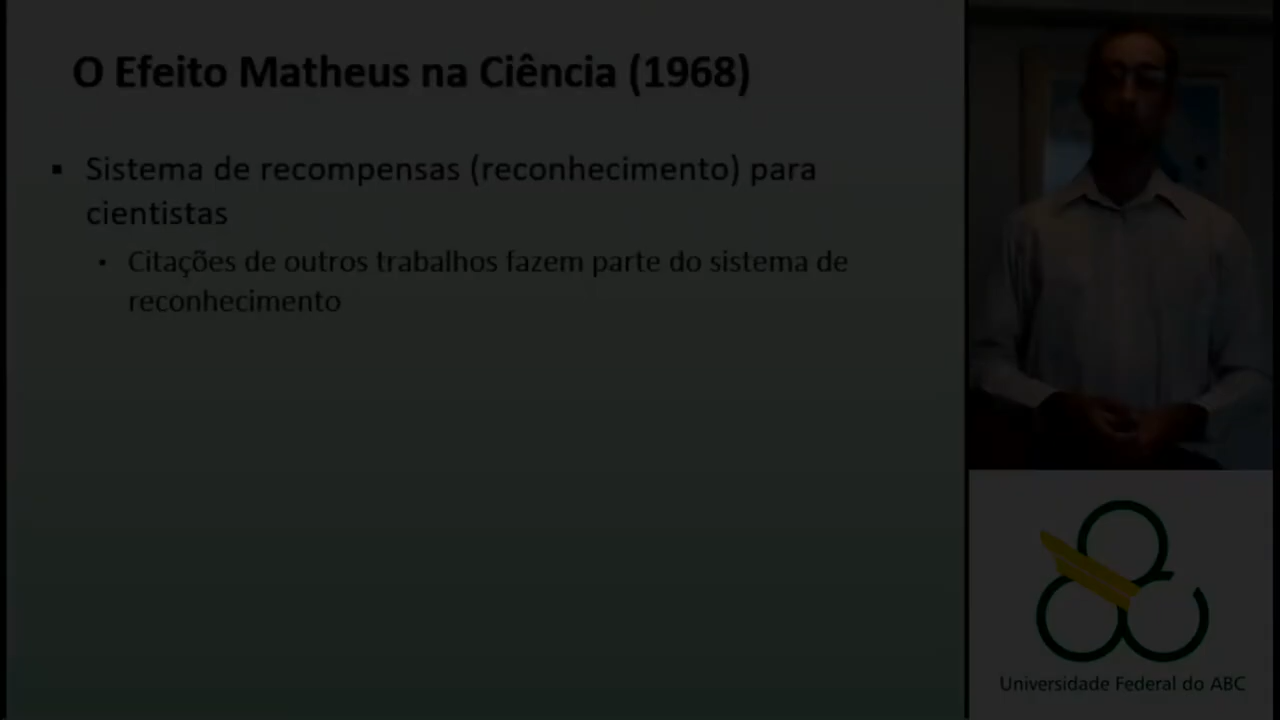 O Efeito Matheus na Ciência (1968)
▪ Sistema de recompensas (reconhecimento) para
cientistas
• Citações de outros trabalhos fazem parte do sistema de
reconhecimento
Universidade Federal do ABC